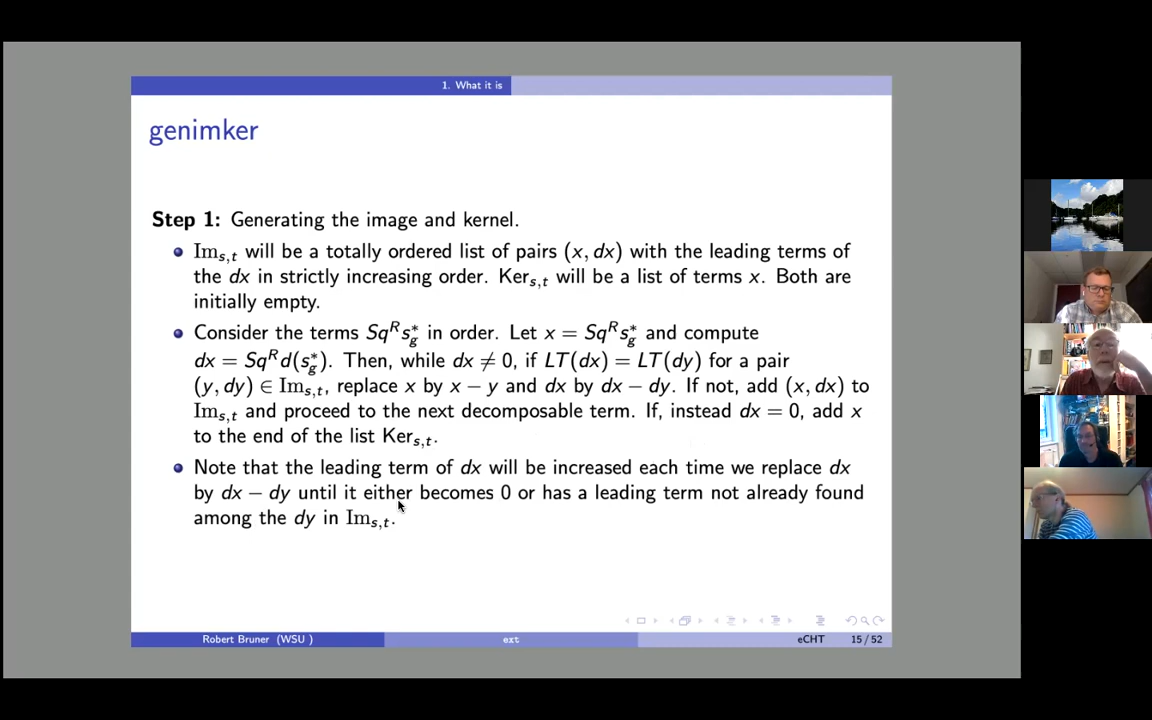 1. What it is
genimker
Step 1: Generating the image and kernel.
Im_{s,t} will be a totally ordered list of pairs (x, dx) with the leading terms of
the dx in strictly increasing order. Ker_{s,t} will be a list of terms x. Both are
initially empty.
Consider the terms Sq^R s_g^* in order. Let x = Sq^R s_g^* and compute
dx = Sq^R d(s_g^*). Then, while dx ≠ 0, if LT(dx) = LT(dy) for a pair
(y, dy) ∈ Im_{s,t}, replace x by x − y and dx by dx − dy. If not, add (x, dx) to
Im_{s,t} and proceed to the next decomposable term. If, instead dx = 0, add x
to the end of the list Ker_{s,t}.
Note that the leading term of dx will be increased each time we replace dx
by dx − dy until it either becomes 0 or has a leading term not already found
among the dy in Im_{s,t}.
Robert Bruner (WSU ) ext eCHT 15 / 52